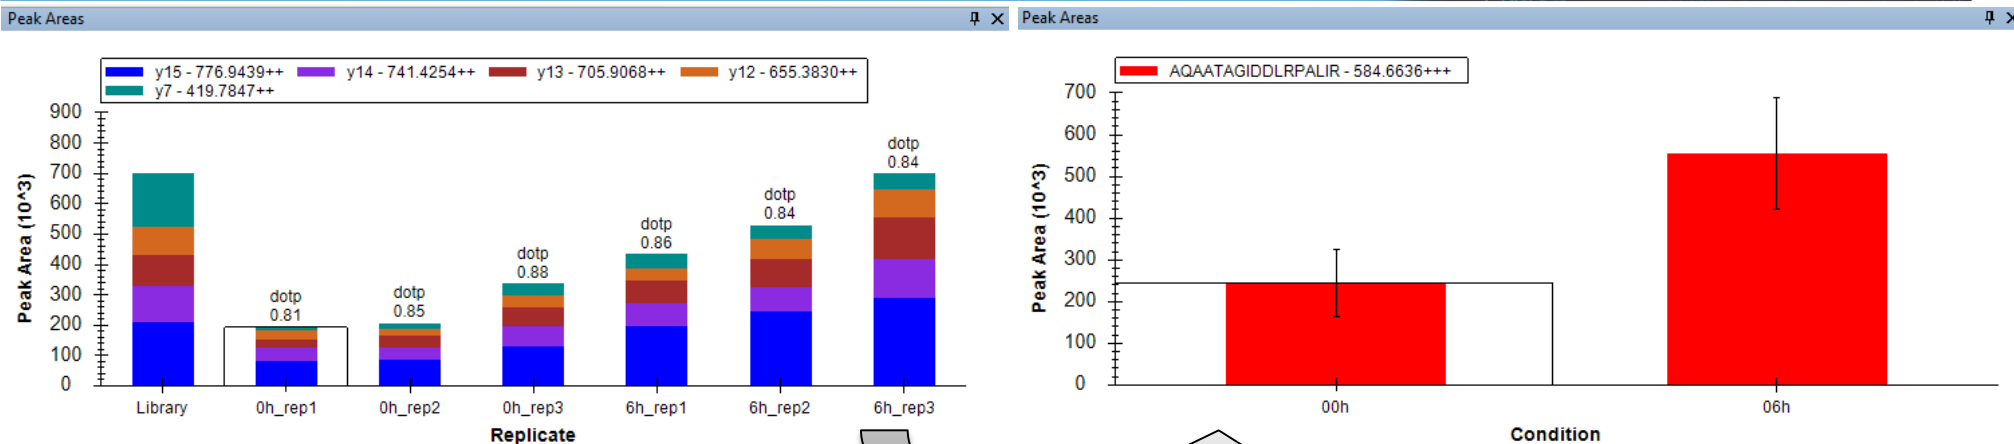 Peak Areas
y15 - 776.9439++ y14 - 741.4254++ y13 - 705.9068++ y12 - 655.3830++
y7 - 419.7847++
900
800
700
600
500
400
300
200
100
0
Peak Area (10^3)
dotp
0.81
dotp
0.85
dotp
0.88
dotp
0.86
dotp
0.84
dotp
0.84
Library 0h_rep1 0h_rep2 0h_rep3 6h_rep1 6h_rep2 6h_rep3
Replicate
Peak Areas
AQAATAGIDDLRPALIR - 584.6636+++
700
600
500
400
300
200
100
0
Peak Area (10^3)
00h 06h
Condition